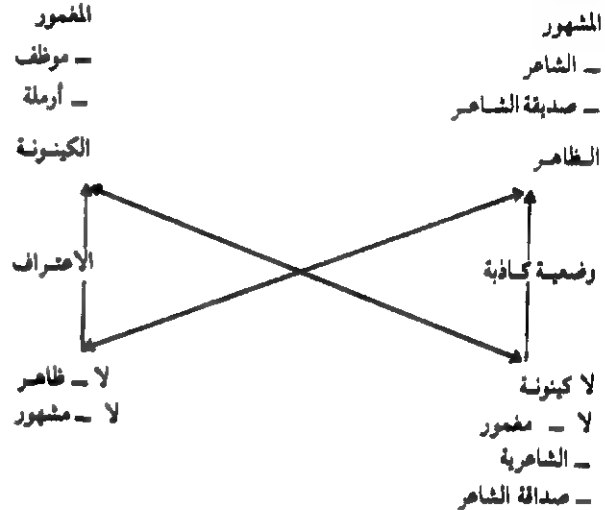 المشهور
– الشاعر
– صديقة الشاعر
الظاهر
المغمور
– موظف
– أرملة
الكينونة
وضعية كاذبة
الاعتراف
لا كينونة
لا – مغمور
– الشاعرية
– صداقة الشاعر
لا – ظاهر
لا – مشهور